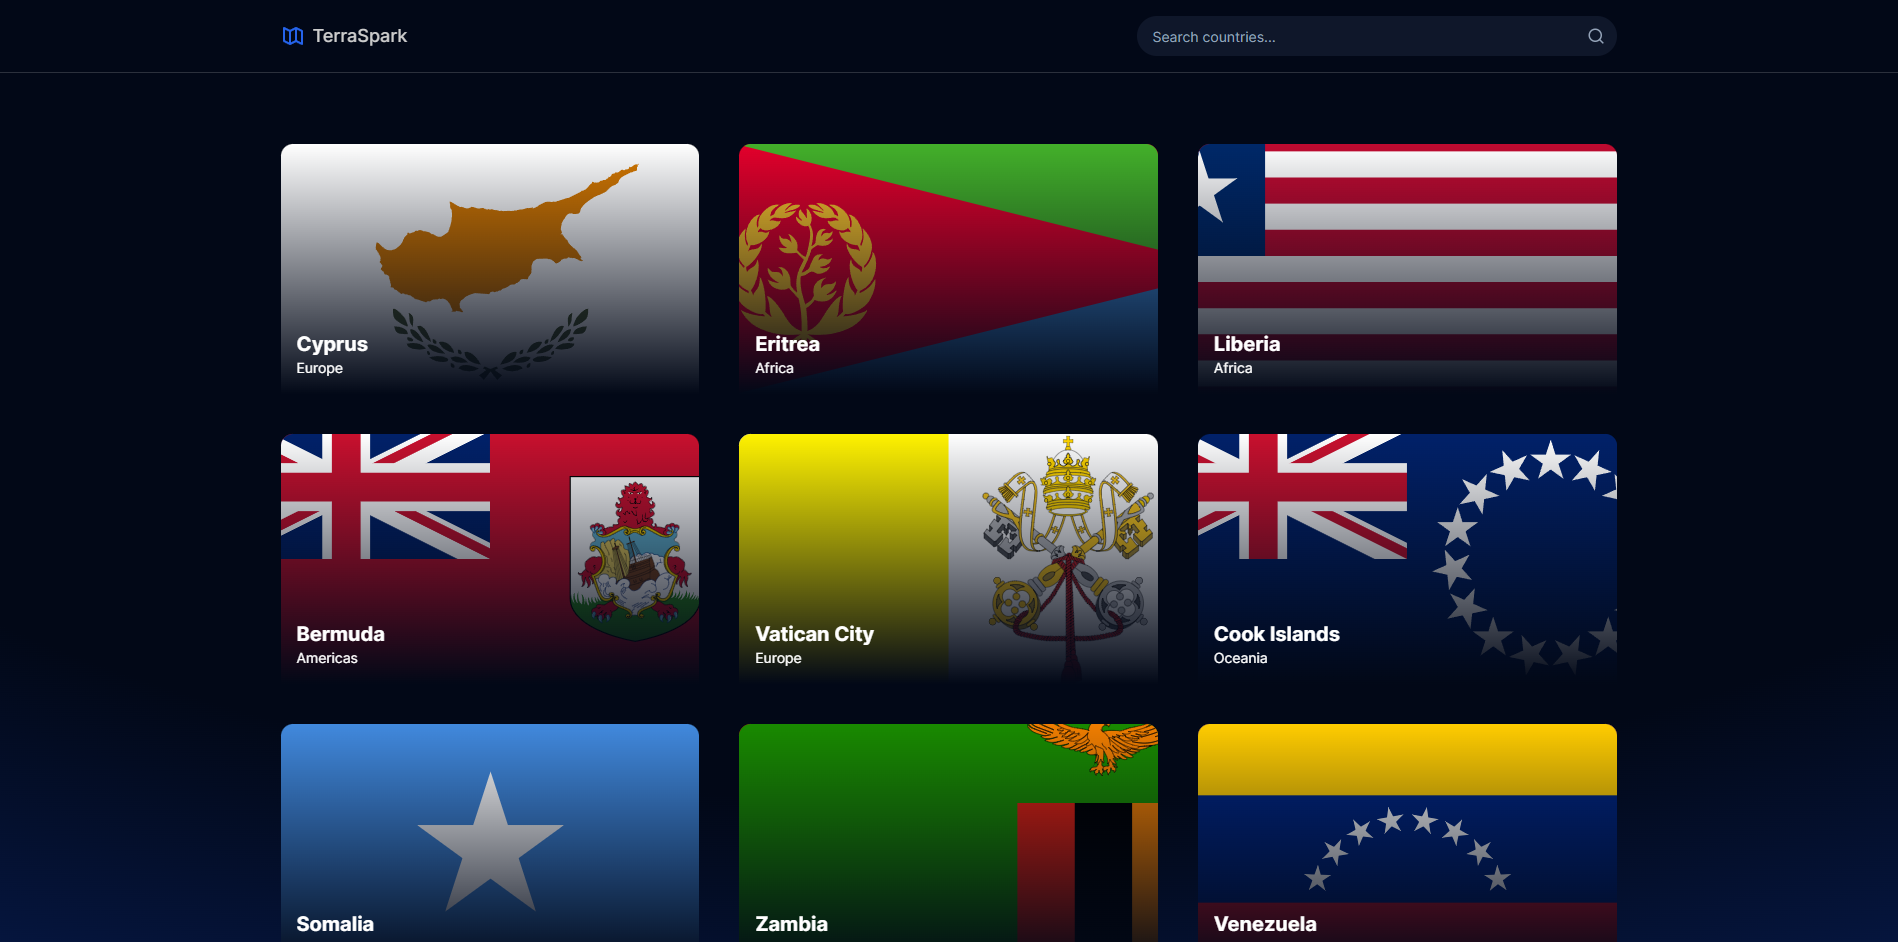 TerraSpark
Search countries...
Cyprus
Europe
Eritrea
Africa
Liberia
Africa
Bermuda
Americas
Vatican City
Europe
Cook Islands
Oceania
Somalia
Zambia
Venezuela